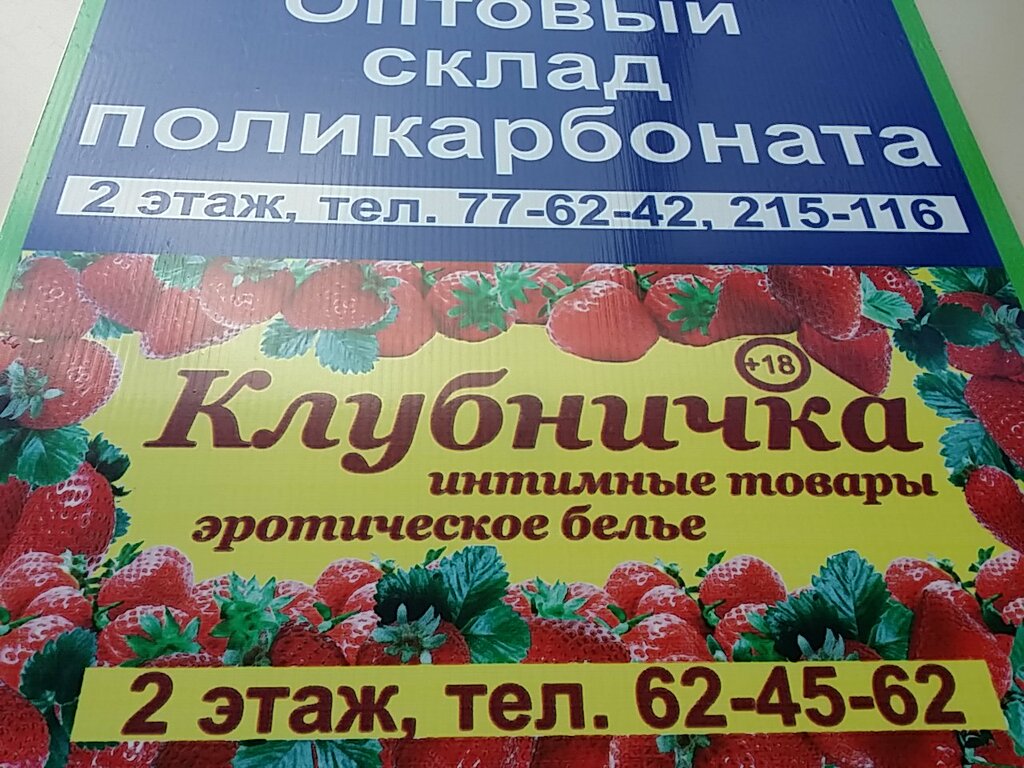 Оптовый
склад
поликарбоната
2 этаж, тел. 77-62-42, 215-116
+18
Клубничка
интимные товары
эротическое белье
2 этаж, тел. 62-45-62